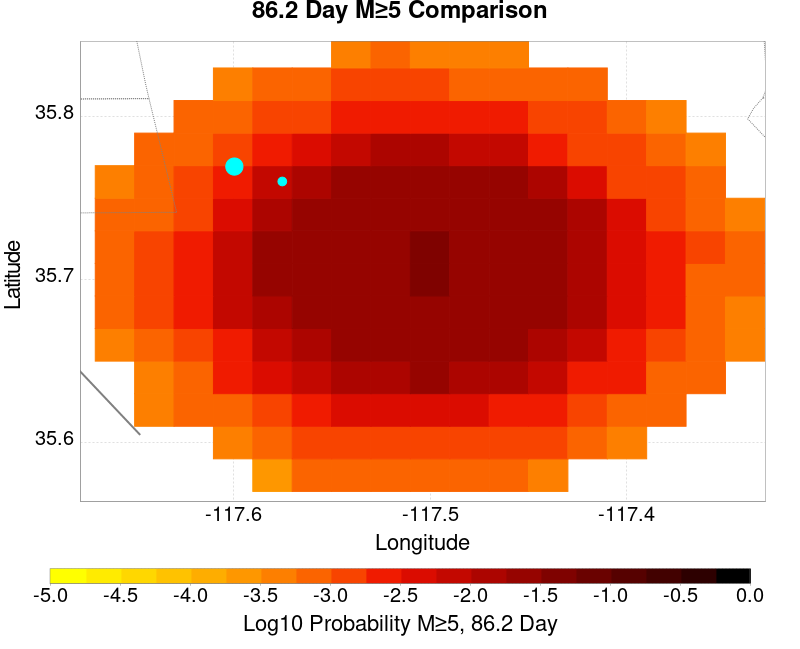 86.2 Day M≥5 Comparison
35.8
35.7
35.6
Latitude
-117.6 -117.5 -117.4
Longitude
-5.0 -4.5 -4.0 -3.5 -3.0 -2.5 -2.0 -1.5 -1.0 -0.5 0.0
Log10 Probability M≥5, 86.2 Day